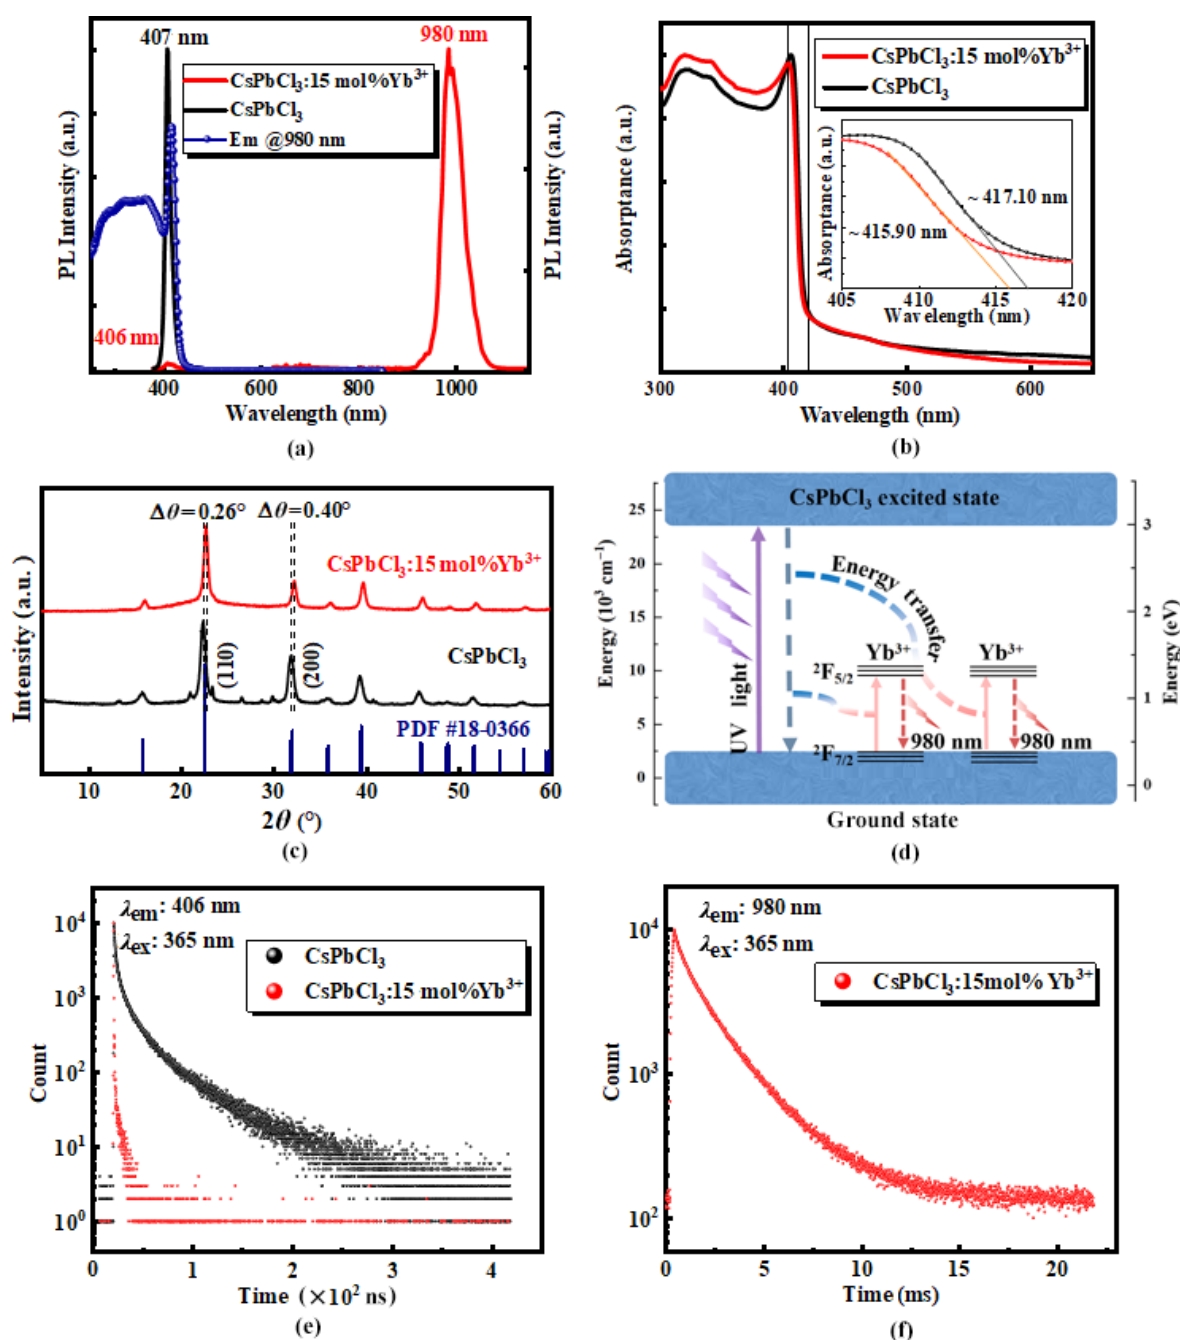 407 nm
980 nm
CsPbCl₃:15 mol%Yb³⁺
CsPbCl₃
Em @980 nm
406 nm
PL Intensity (a.u.)
PL Intensity (a.u.)
400 600 800 1000
Wavelength (nm)
(a)
CsPbCl₃:15 mol%Yb³⁺
CsPbCl₃
Absorptance (a.u.)
Absorptance (a.u.)
~ 417.10 nm
~ 415.90 nm
405 410 415 420
Wavelength (nm)
300 400 500 600
Wavelength (nm)
(b)
Δθ=0.26° Δθ=0.40°
CsPbCl₃:15 mol%Yb³⁺
CsPbCl₃
(110)
(200)
PDF #18-0366
Intensity (a.u. )
10 20 30 40 50 60
2θ (°)
(c)
CsPbCl₃ excited state
Energy transfer
UV light
Yb³⁺ Yb³⁺
²F₅/₂
980 nm 980 nm
²F₇/₂
Energy (10³ cm⁻¹)
25
20
15
10
5
0
Energy (eV)
3
2
1
0
Ground state
(d)
λem: 406 nm
λex: 365 nm
CsPbCl₃
CsPbCl₃:15 mol%Yb³⁺
Count
10⁴
10³
10²
10¹
10⁰
0 1 2 3 4
Time (×10² ns)
(e)
λem: 980 nm
λex: 365 nm
CsPbCl₃:15mol% Yb³⁺
Count
10⁴
10³
10²
0 5 10 15 20
Time (ms)
(f)